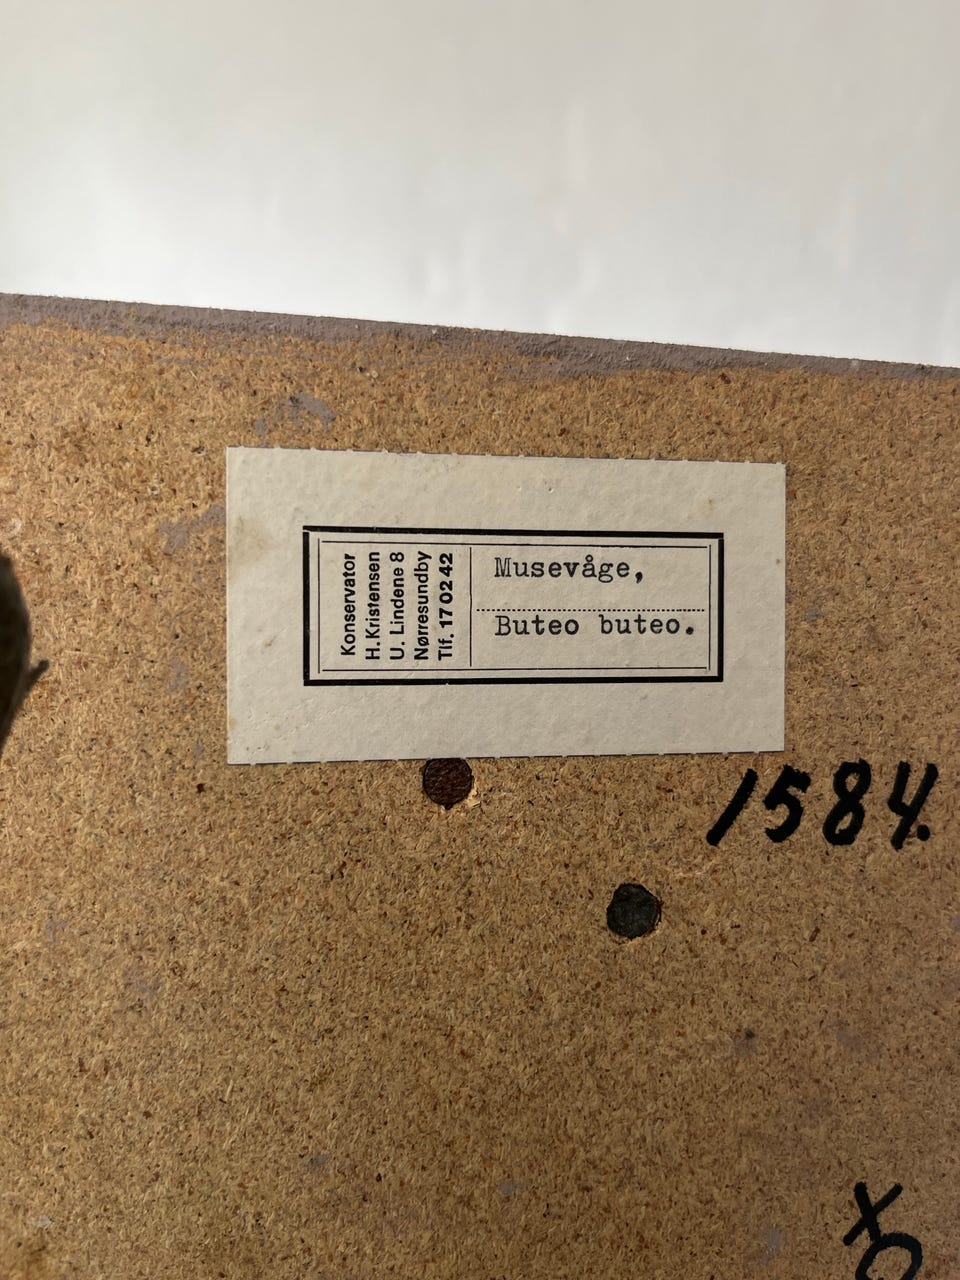 Konservator
H. Kristensen
U. Lindene 8
Nørresundby
Tlf. 17 02 42
Musevåge,
Buteo buteo.
1584.